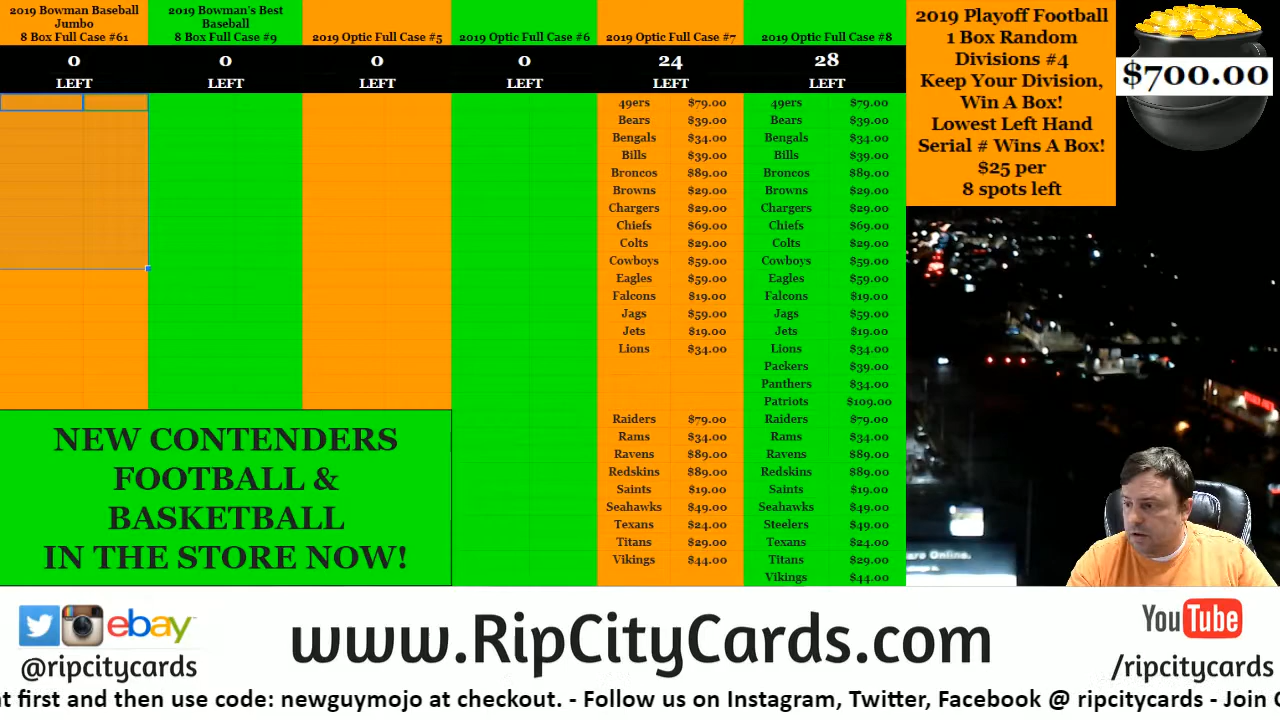 2019 Bowman Baseball
Jumbo
8 Box Full Case #61
2019 Bowman's Best
Baseball
8 Box Full Case #9
2019 Optic Full Case #5
2019 Optic Full Case #6
2019 Optic Full Case #7
2019 Optic Full Case #8
0 0 0 0 24 28
LEFT LEFT LEFT LEFT LEFT LEFT
49ers $79.00 49ers $79.00
Bears $39.00 Bears $39.00
Bengals $34.00 Bengals $34.00
Bills $39.00 Bills $39.00
Broncos $89.00 Broncos $89.00
Browns $29.00 Browns $29.00
Chargers $29.00 Chargers $29.00
Chiefs $69.00 Chiefs $69.00
Colts $29.00 Colts $29.00
Cowboys $59.00 Cowboys $59.00
Eagles $59.00 Eagles $59.00
Falcons $19.00 Falcons $19.00
Jags $59.00 Jags $59.00
Jets $19.00 Jets $19.00
Lions $34.00 Lions $34.00
Packers $39.00
Panthers $34.00
Patriots $109.00
Raiders $79.00 Raiders $79.00
Rams $34.00 Rams $34.00
Ravens $89.00 Ravens $89.00
Redskins $89.00 Redskins $89.00
Saints $19.00 Saints $19.00
Seahawks $49.00 Seahawks $49.00
Texans $24.00 Steelers $49.00
Titans $29.00 Texans $24.00
Vikings $44.00 Titans $29.00
Vikings $44.00
2019 Playoff Football
1 Box Random
Divisions #4
Keep Your Division,
Win A Box!
Lowest Left Hand
Serial # Wins A Box!
$25 per
8 spots left
$700.00
NEW CONTENDERS
FOOTBALL &
BASKETBALL
IN THE STORE NOW!
ebay
@ripcitycards
www.RipCityCards.com
YouTube
/ripcitycards
t first and then use code: newguymojo at checkout. - Follow us on Instagram, Twitter, Facebook @ ripcitycards - Join